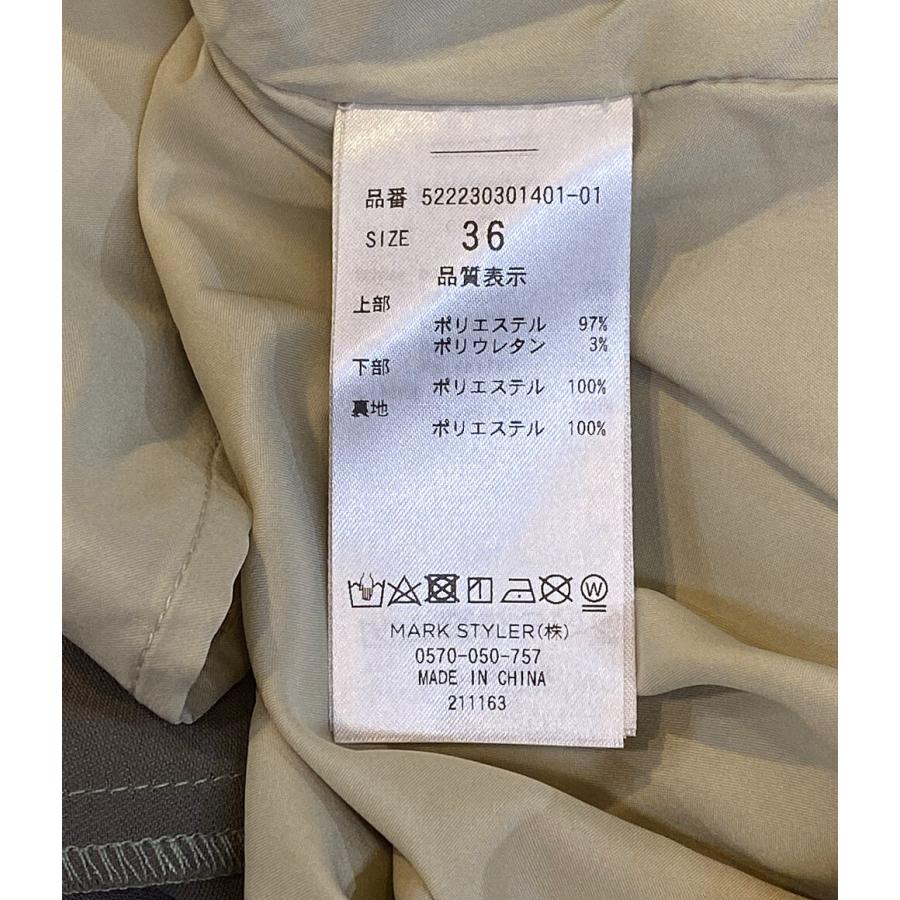 品番 522230301401-01
SIZE 36
品質表示
上部
ポリエステル 97%
ポリウレタン 3%
下部
ポリエステル 100%
裏地
ポリエステル 100%
W
MARK STYLER(株)
0570-050-757
MADE IN CHINA
211163